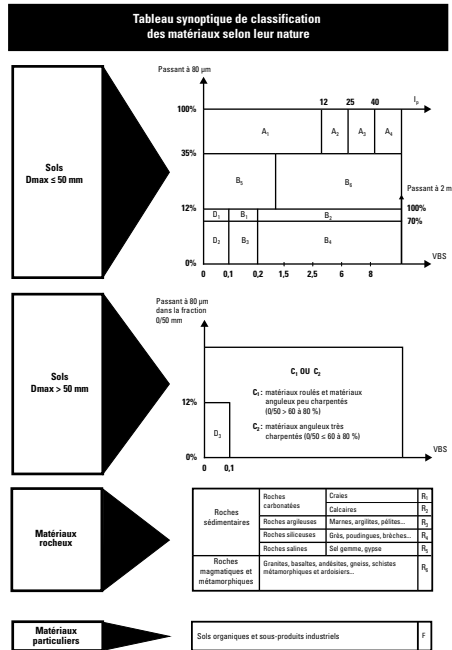 Tableau synoptique de classification
des matériaux selon leur nature
Passant à 80 µm
12 25 40 Ip
100%
A1 A2 A3 A4
35%
Sols
Dmax ≤ 50 mm
B5 B6
Passant à 2 m
12% 100%
D1 B1 B2
70%
D2 B3 B4
0% VBS
0 0,1 0,2 1,5 2,5 6 8
Passant à 80µm
dans la fraction
0/50 mm
Sols
Dmax > 50 mm
C1 OU C2
C1 : matériaux roulés et matériaux
anguleux peu charpentés
(0/50 > 60 à 80 %)
12%
C2 : matériaux anguleux très
charpentés (0/50 ≤ 60 à 80 %)
D3
0% VBS
0 0,1
Matériaux
rocheux
Roches
sédimentaires
Roches
carbonatées
Craies R1
Calcaires R2
Roches argileuses Marnes, argilites, pélites... R3
Roches siliceuses Grès, poudingues, brèches... R4
Roches salines Sel gemme, gypse R5
Roches
magmatiques et
métamorphiques
Granites, basaltes, andésites, gneiss, schistes
métamorphiques et ardoisiers... R6
Matériaux
particuliers
Sols organiques et sous-produits industriels F